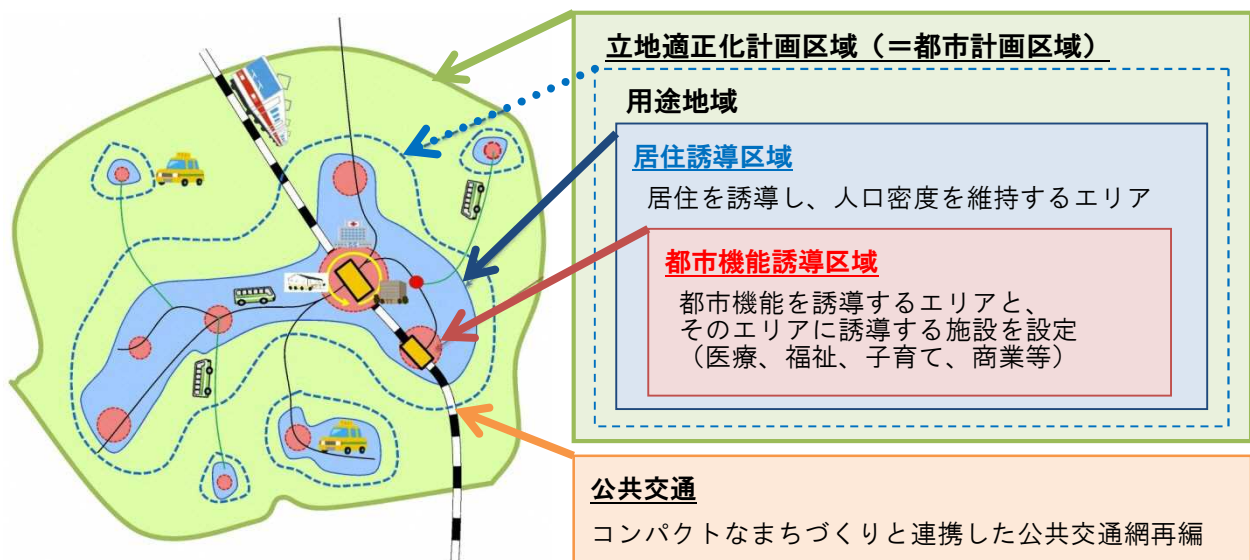 立地適正化計画区域（＝都市計画区域）
用途地域
居住誘導区域
居住を誘導し、人口密度を維持するエリア
都市機能誘導区域
都市機能を誘導するエリアと、
そのエリアに誘導する施設を設定
（医療、福祉、子育て、商業等）
公共交通
コンパクトなまちづくりと連携した公共交通網再編